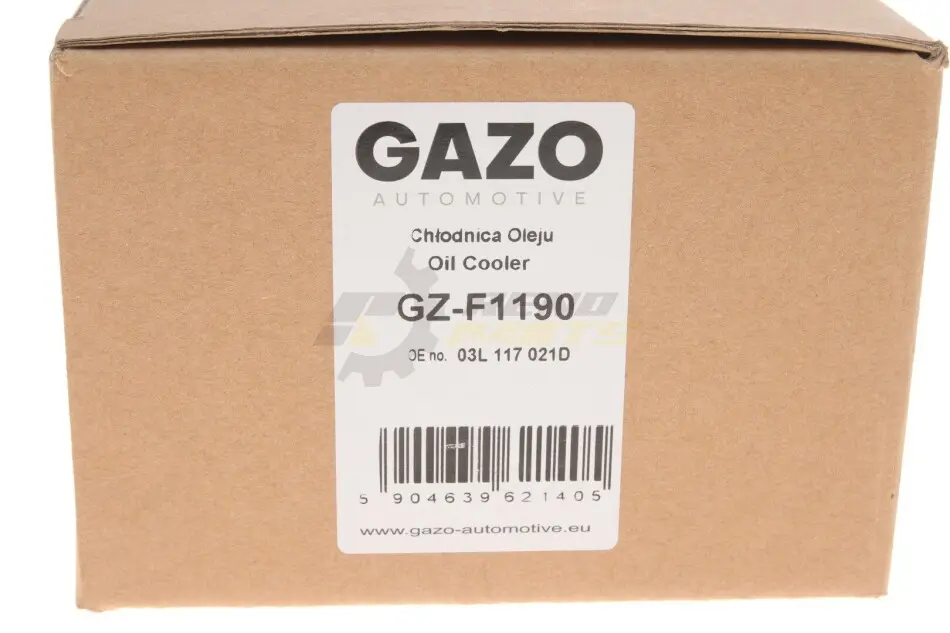 GAZO
AUTOMOTIVE
Chłodnica Oleju
Oil Cooler
GZ-F1190
OE no. 03L 117 021D
5 904639 621405
www.gazo-automotive.eu